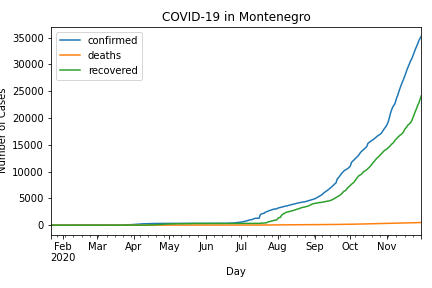 COVID-19 in Montenegro
confirmed
deaths
recovered
35000
30000
25000
20000
15000
10000
5000
0
Number of Cases
Feb Mar Apr May Jun Jul Aug Sep Oct Nov
2020
Day